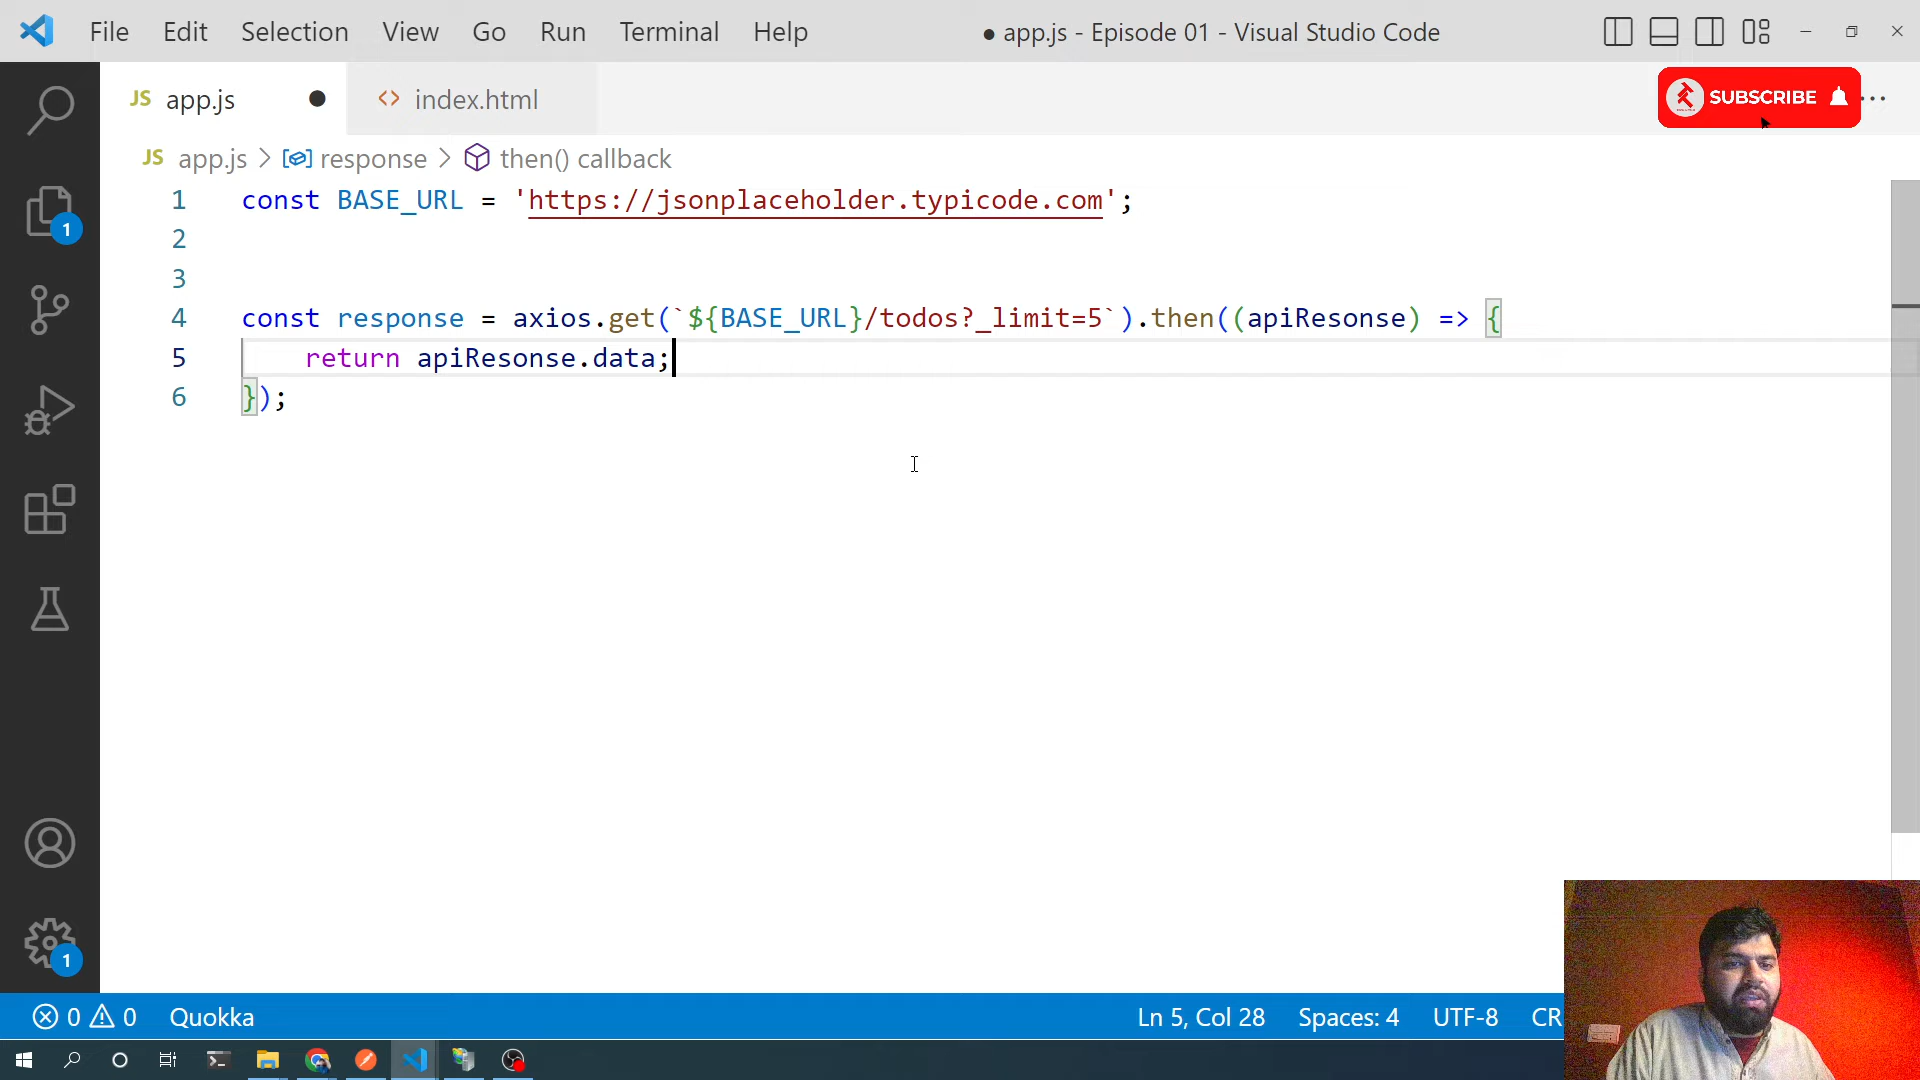 File Edit Selection View Go Run Terminal Help ● app.js - Episode 01 - Visual Studio Code
JS app.js ● <> index.html SUBSCRIBE ...
JS app.js > response > then() callback
1 const BASE_URL = 'https://jsonplaceholder.typicode.com';
2
3
4 const response = axios.get(`${BASE_URL}/todos?_limit=5`).then((apiResonse) => {
5 return apiResonse.data;
6 });
1
1
0 0 Quokka Ln 5, Col 28 Spaces: 4 UTF-8 CR